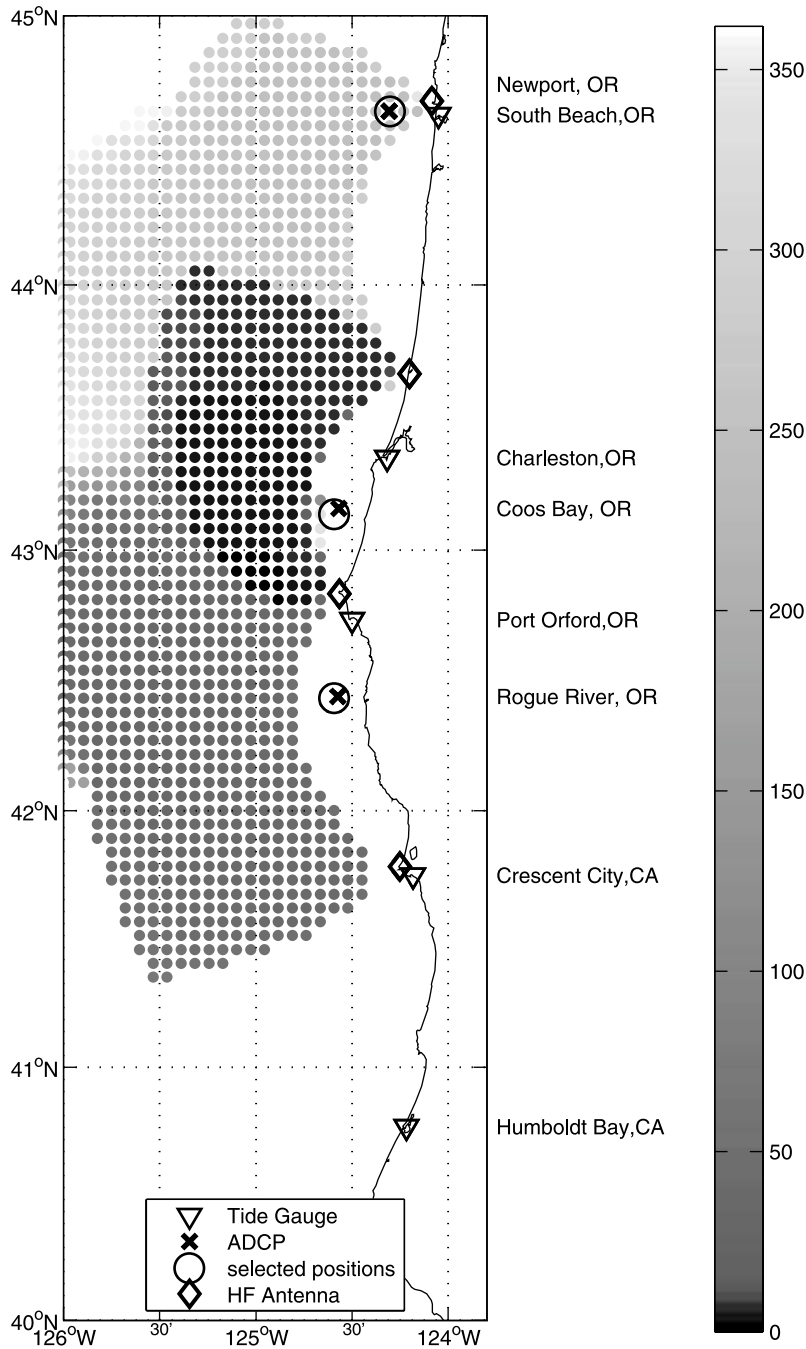 45°N
44°N
43°N
42°N
41°N
40°N
126°W
30'
125°W
30'
124°W
Newport, OR
South Beach,OR
Charleston,OR
Coos Bay, OR
Port Orford,OR
Rogue River, OR
Crescent City,CA
Humboldt Bay,CA
Tide Gauge
ADCP
selected positions
HF Antenna
350
300
250
200
150
100
50
0